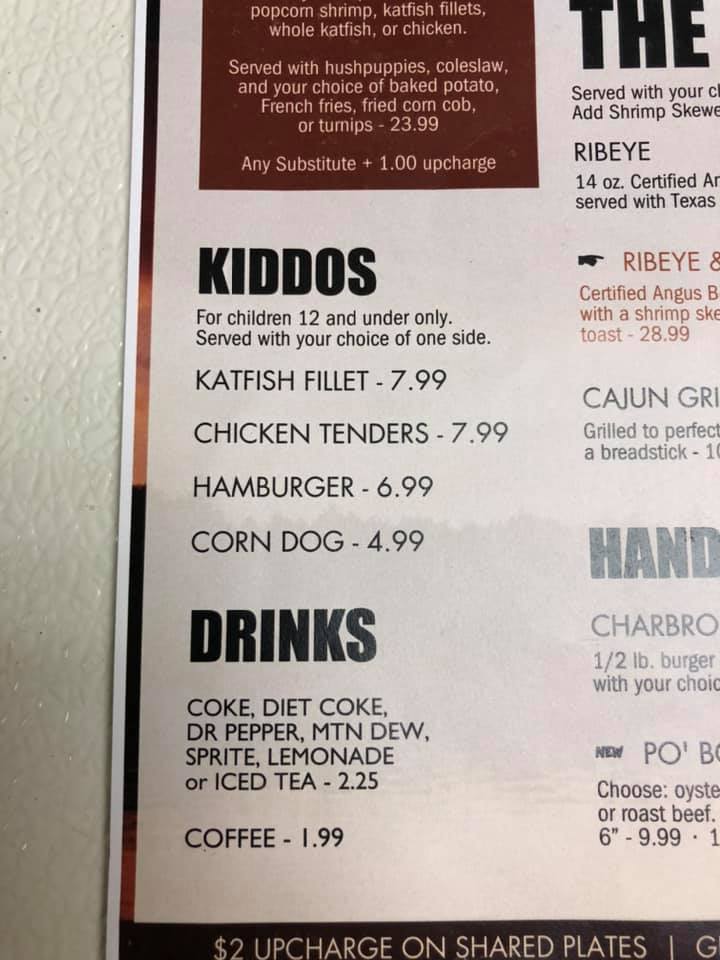 popcorn shrimp, katfish fillets,
whole katfish, or chicken.
Served with hushpuppies, coleslaw,
and your choice of baked potato,
French fries, fried corn cob,
or turnips - 23.99
Any Substitute + 1.00 upcharge
KIDDOS
For children 12 and under only.
Served with your choice of one side.
KATFISH FILLET - 7.99
CHICKEN TENDERS - 7.99
HAMBURGER - 6.99
CORN DOG - 4.99
DRINKS
COKE, DIET COKE,
DR PEPPER, MTN DEW,
SPRITE, LEMONADE
or ICED TEA - 2.25
COFFEE - 1.99
THE
Served with your
Add Shrimp
RIBEYE
14 oz. Certified
served with Texas
RIBEYE &
Certified Angus
with a shrimp
toast - 28.99
CAJUN
Grilled to
a breadstick -
HAND
1/2 lb. burger
with your
NEW PO'
Choose:
or roast beef.
6" - 9.99 ·
$2 UPCHARGE ON SHARED PLATES |